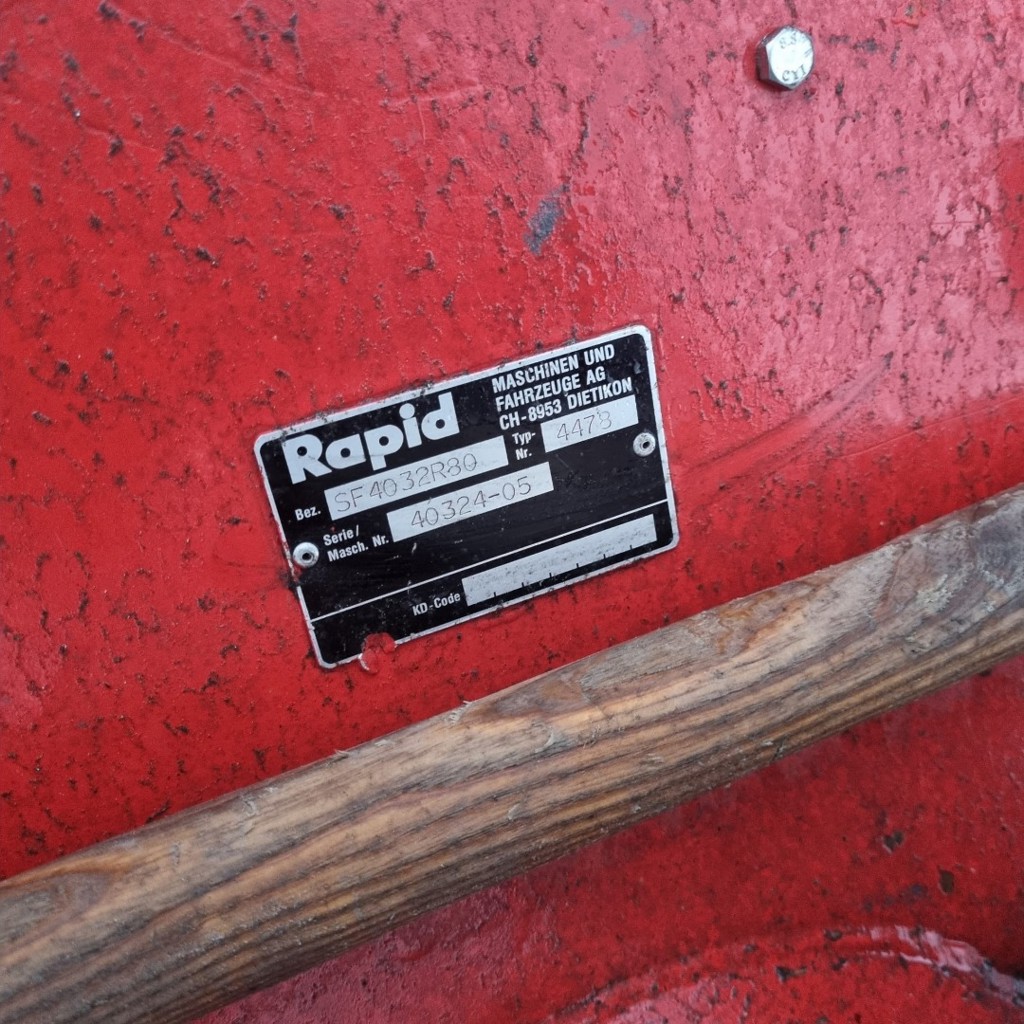 Rapid
MASCHINEN UND
FAHRZEUGE AG
CH-8953 DIETIKON
Bez. SF4032R80
Typ-Nr. 4478
Serie/
Masch. Nr. 40324-05
KD-Code